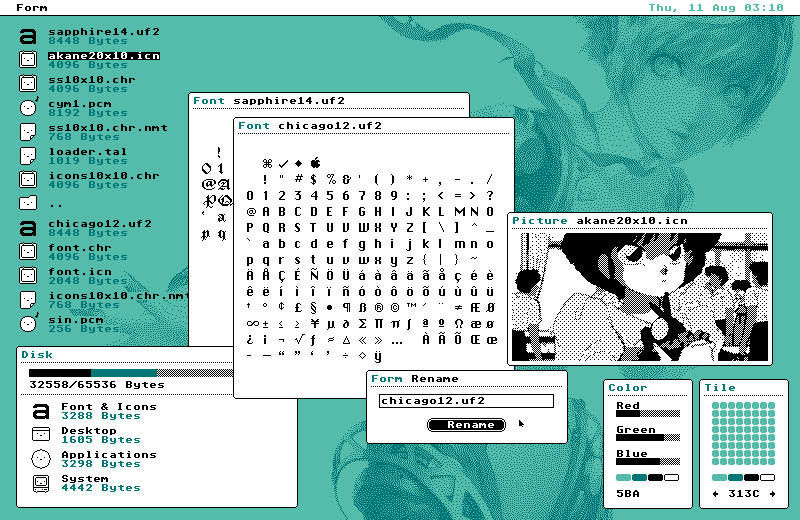 Form
Thu, 11 Aug 03:10
sapphire14.uf2
8448 Bytes
akane20x10.icn
4096 Bytes
ss10x10.chr
4096 Bytes
cym1.pcm
8192 Bytes
ss10x10.chr.nmt
768 Bytes
loader.tal
1019 Bytes
icons10x10.chr
4096 Bytes
..
chicago12.uf2
8448 Bytes
font.chr
4096 Bytes
font.icn
2048 Bytes
icons10x10.chr.nmt
768 Bytes
sin.pcm
256 Bytes
Font sapphire14.uf2
!
0 1
@ A
P Q
' a
p q
Font chicago12.uf2
⌘ ✓ ◆
! " # $ % & ' ( ) * + , - . /
0 1 2 3 4 5 6 7 8 9 : ; < = > ?
@ A B C D E F G H I J K L M N O
P Q R S T U V W X Y Z [ \ ] ^ _
` a b c d e f g h i j k l m n o
p q r s t u v w x y z { | } ~
Ä Å Ç É Ñ Ö Ü á à â ä ã å ç é è
ê ë í ì î ï ñ ó ò ô ö õ ú ù û ü
† ° ¢ £ § • ¶ ß ® © ™ ´ ¨ ≠ Æ Ø
∞ ± ≤ ≥ ¥ µ ∂ Σ Π π ∫ ª º Ω æ ø
¿ ¡ ¬ √ ƒ ≈ Δ « » … À Ã Õ Œ œ
– — “ ” ‘ ’ ÷ ◊ ÿ
Picture akane20x10.icn
Disk
32558/65536 Bytes
Font & Icons
3288 Bytes
Desktop
1605 Bytes
Applications
3298 Bytes
System
4442 Bytes
Form Rename
chicago12.uf2
Rename
Color
Red
Green
Blue
5BA
Tile
← 313C →